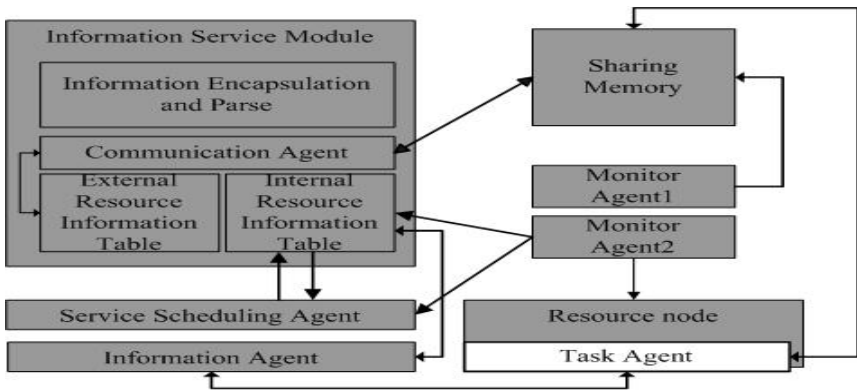 Information Service Module
Information Encapsulation
and Parse
Communication Agent
External
Resource
Information
Table
Internal
Resource
Information
Table
Service Scheduling Agent
Information Agent
Sharing
Memory
Monitor
Agent1
Monitor
Agent2
Resource node
Task Agent